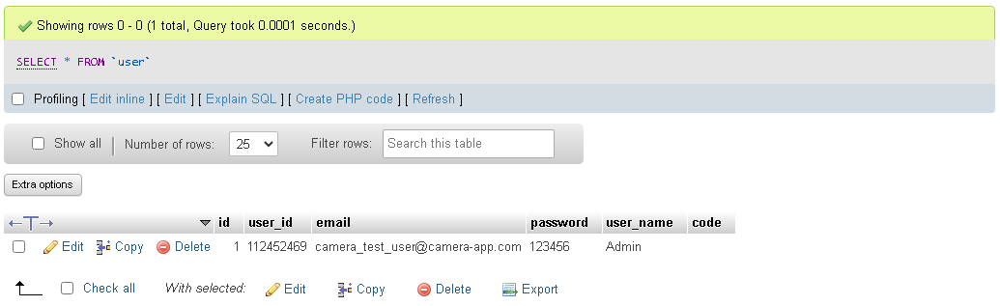 Showing rows 0 - 0 (1 total, Query took 0.0001 seconds.)
SELECT * FROM `user`
Profiling [ Edit inline ] [ Edit ] [ Explain SQL ] [ Create PHP code ] [ Refresh ]
Show all Number of rows: 25 Filter rows: Search this table
Extra options
id user_id email password user_name code
Edit Copy Delete 1 112452469 camera_test_user@camera-app.com 123456 Admin
Check all With selected: Edit Copy Delete Export